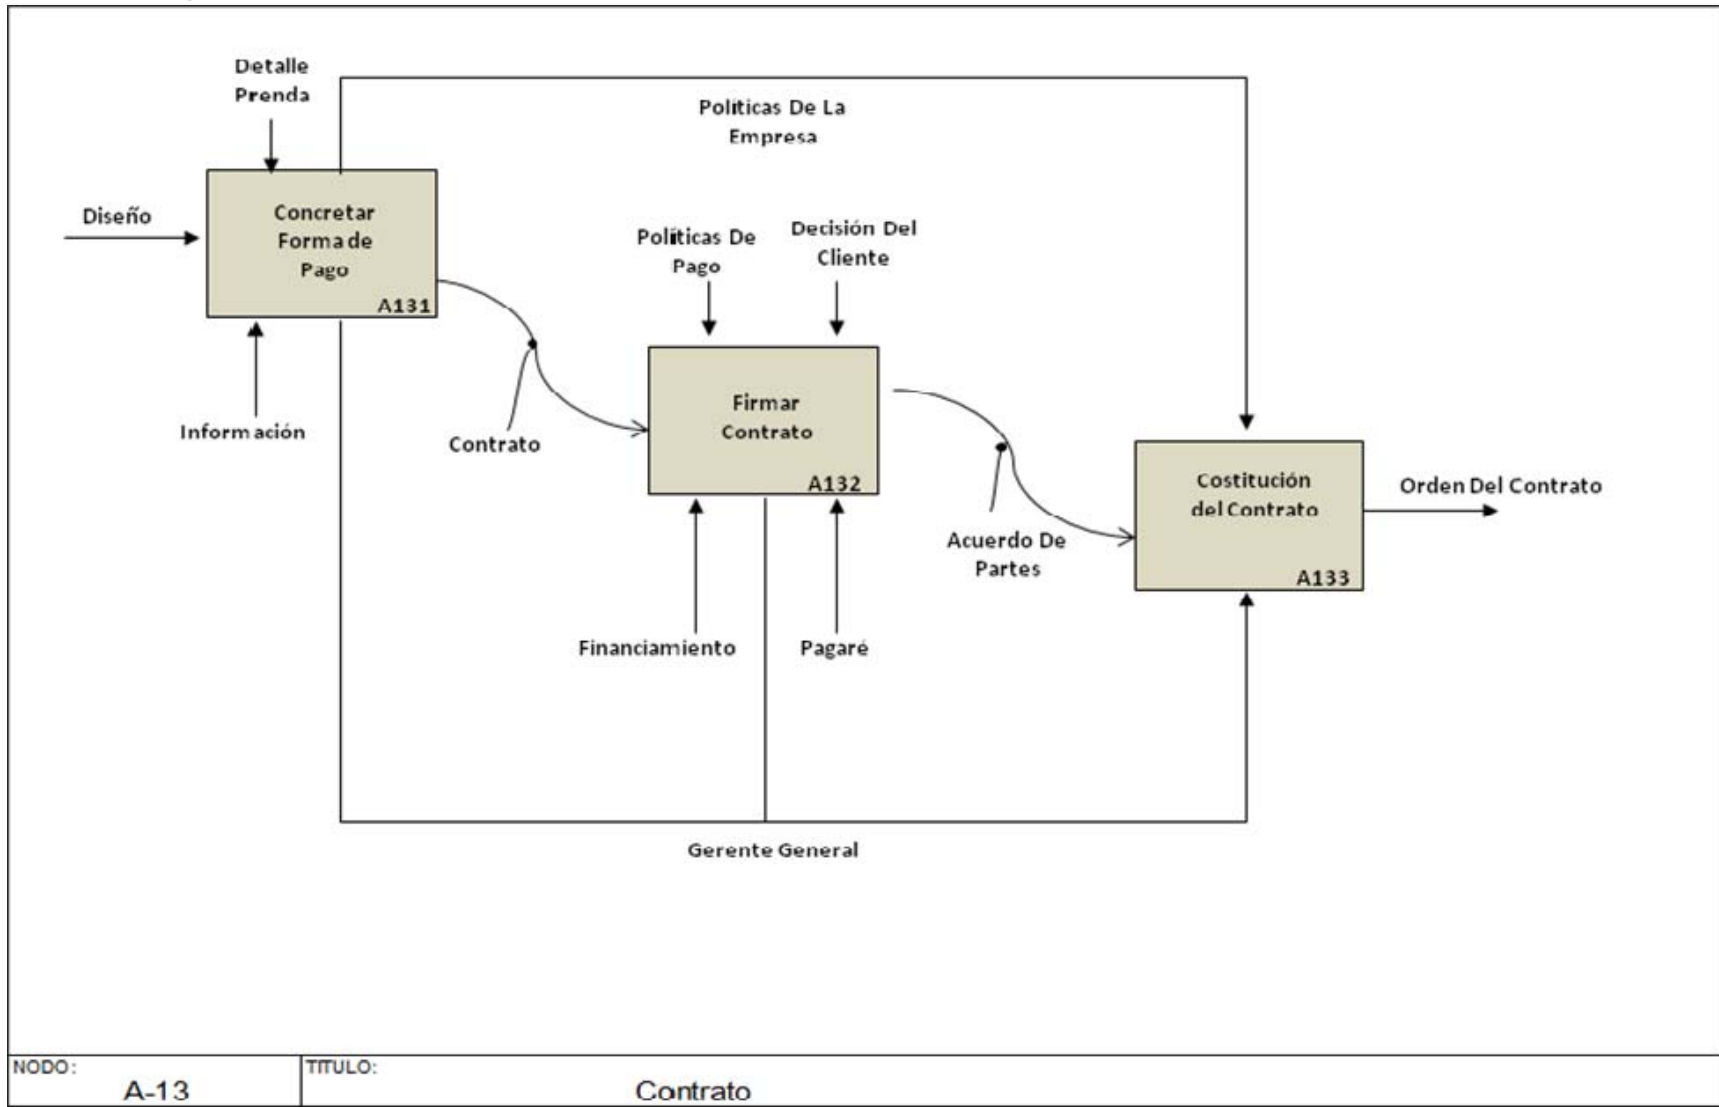 Detalle
Prenda
Políticas De La
Empresa
Diseño
Concretar
Forma de
Pago
A131
Políticas De
Pago
Decisión Del
Cliente
Información
Contrato
Firmar
Contrato
A132
Costitución
del Contrato
A133
Orden Del Contrato
Acuerdo De
Partes
Financiamiento
Pagaré
Gerente General
NODO:
A-13
TITULO:
Contrato